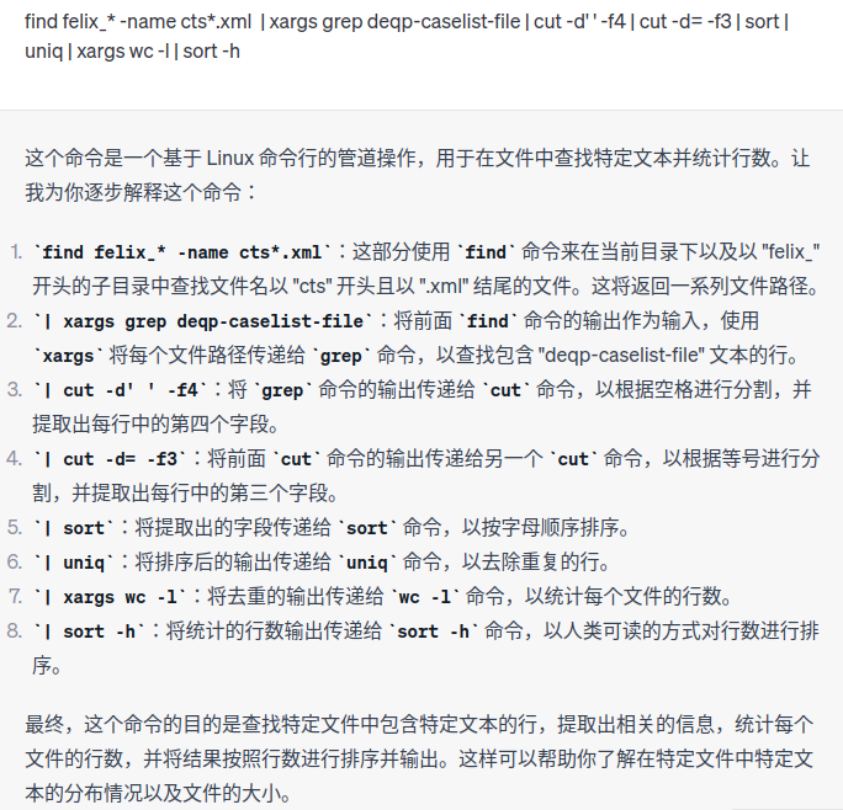 find felix_* -name cts*.xml | xargs grep deqp-caselist-file | cut -d' ' -f4 | cut -d= -f3 | sort |
uniq | xargs wc -l | sort -h
这个命令是一个基于 Linux 命令行的管道操作，用于在文件中查找特定文本并统计行数。让
我为你逐步解释这个命令：
1. `find felix_* -name cts*.xml`：这部分使用 `find` 命令来在当前目录下以及以 "felix_"
开头的子目录中查找文件名以 "cts" 开头且以 ".xml" 结尾的文件。这将返回一系列文件路径。
2. `| xargs grep deqp-caselist-file`：将前面 `find` 命令的输出作为输入，使用
`xargs` 将每个文件路径传递给 `grep` 命令，以查找包含 "deqp-caselist-file" 文本的行。
3. `| cut -d' ' -f4`：将 `grep` 命令的输出传递给 `cut` 命令，以根据空格进行分割，并
提取出每行中的第四个字段。
4. `| cut -d= -f3`：将前面 `cut` 命令的输出传递给另一个 `cut` 命令，以根据等号进行分
割，并提取出每行中的第三个字段。
5. `| sort`：将提取出的字段传递给 `sort` 命令，以按字母顺序排序。
6. `| uniq`：将排序后的输出传递给 `uniq` 命令，以去除重复的行。
7. `| xargs wc -l`：将去重的输出传递给 `wc -l` 命令，以统计每个文件的行数。
8. `| sort -h`：将统计的行数输出传递给 `sort -h` 命令，以人类可读的方式对行数进行排
序。
最终，这个命令的目的是查找特定文件中包含特定文本的行，提取出相关的信息，统计每个
文件的行数，并将结果按照行数进行排序并输出。这样可以帮助你了解在特定文件中特定文
本的分布情况以及文件的大小。